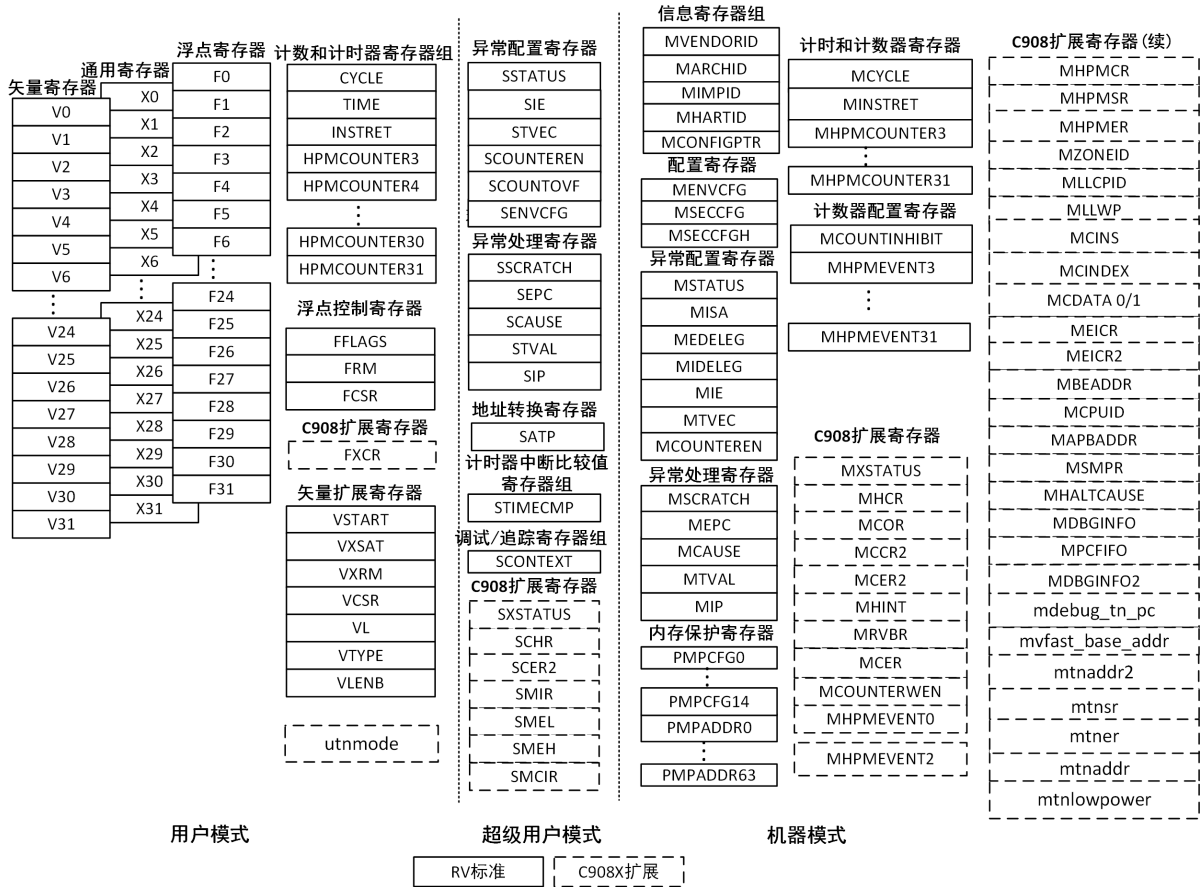 矢量寄存器
V0
V1
V2
V3
V4
V5
V6
V24
V25
V26
V27
V28
V29
V30
V31
通用寄存器
X0
X1
X2
X3
X4
X5
X6
X24
X25
X26
X27
X28
X29
X30
X31
浮点寄存器
F0
F1
F2
F3
F4
F5
F6
F24
F25
F26
F27
F28
F29
F30
F31
计数和计时器寄存器组
CYCLE
TIME
INSTRET
HPMCOUNTER3
HPMCOUNTER4
HPMCOUNTER30
HPMCOUNTER31
浮点控制寄存器
FFLAGS
FRM
FCSR
C908扩展寄存器
FXCR
矢量扩展寄存器
VSTART
VXSAT
VXRM
VCSR
VL
VTYPE
VLENB
utnmode
用户模式
异常配置寄存器
SSTATUS
SIE
STVEC
SCOUNTEREN
SCOUNTOVF
SENVCFG
异常处理寄存器
SSCRATCH
SEPC
SCAUSE
STVAL
SIP
地址转换寄存器
SATP
计时器中断比较值
寄存器组
STIMECMP
调试/追踪寄存器组
SCONTEXT
C908扩展寄存器
SXSTATUS
SCHR
SCER2
SMIR
SMEL
SMEH
SMCIR
超级用户模式
信息寄存器组
MVENDORID
MARCHID
MIMPID
MHARTID
MCONFIGPTR
配置寄存器
MENVCFG
MSECCFG
MSECCFGH
异常配置寄存器
MSTATUS
MISA
MEDELEG
MIDELEG
MIE
MTVEC
MCOUNTEREN
异常处理寄存器
MSCRATCH
MEPC
MCAUSE
MTVAL
MIP
内存保护寄存器
PMPCFG0
PMPCFG14
PMPADDR0
PMPADDR63
计时和计数器寄存器
MCYCLE
MINSTRET
MHPMCOUNTER3
MHPMCOUNTER31
计数器配置寄存器
MCOUNTINHIBIT
MHPMEVENT3
MHPMEVENT31
C908扩展寄存器
MXSTATUS
MHCR
MCOR
MCCR2
MCER2
MHINT
MRVBR
MCER
MCOUNTERWEN
MHPMEVENT0
MHPMEVENT2
机器模式
C908扩展寄存器(续)
MHPMCR
MHPMSR
MHPMER
MZONEID
MLLCPID
MLLWP
MCINS
MCINDEX
MCDATA 0/1
MEICR
MEICR2
MBEADDR
MCPUID
MAPBADDR
MSMPR
MHALTCAUSE
MDBGINFO
MPCFIFO
MDBGINFO2
mdebug_tn_pc
mvfast_base_addr
mtnaddr2
mtnsr
mtner
mtnaddr
mtnlowpower
RV标准
C908X扩展